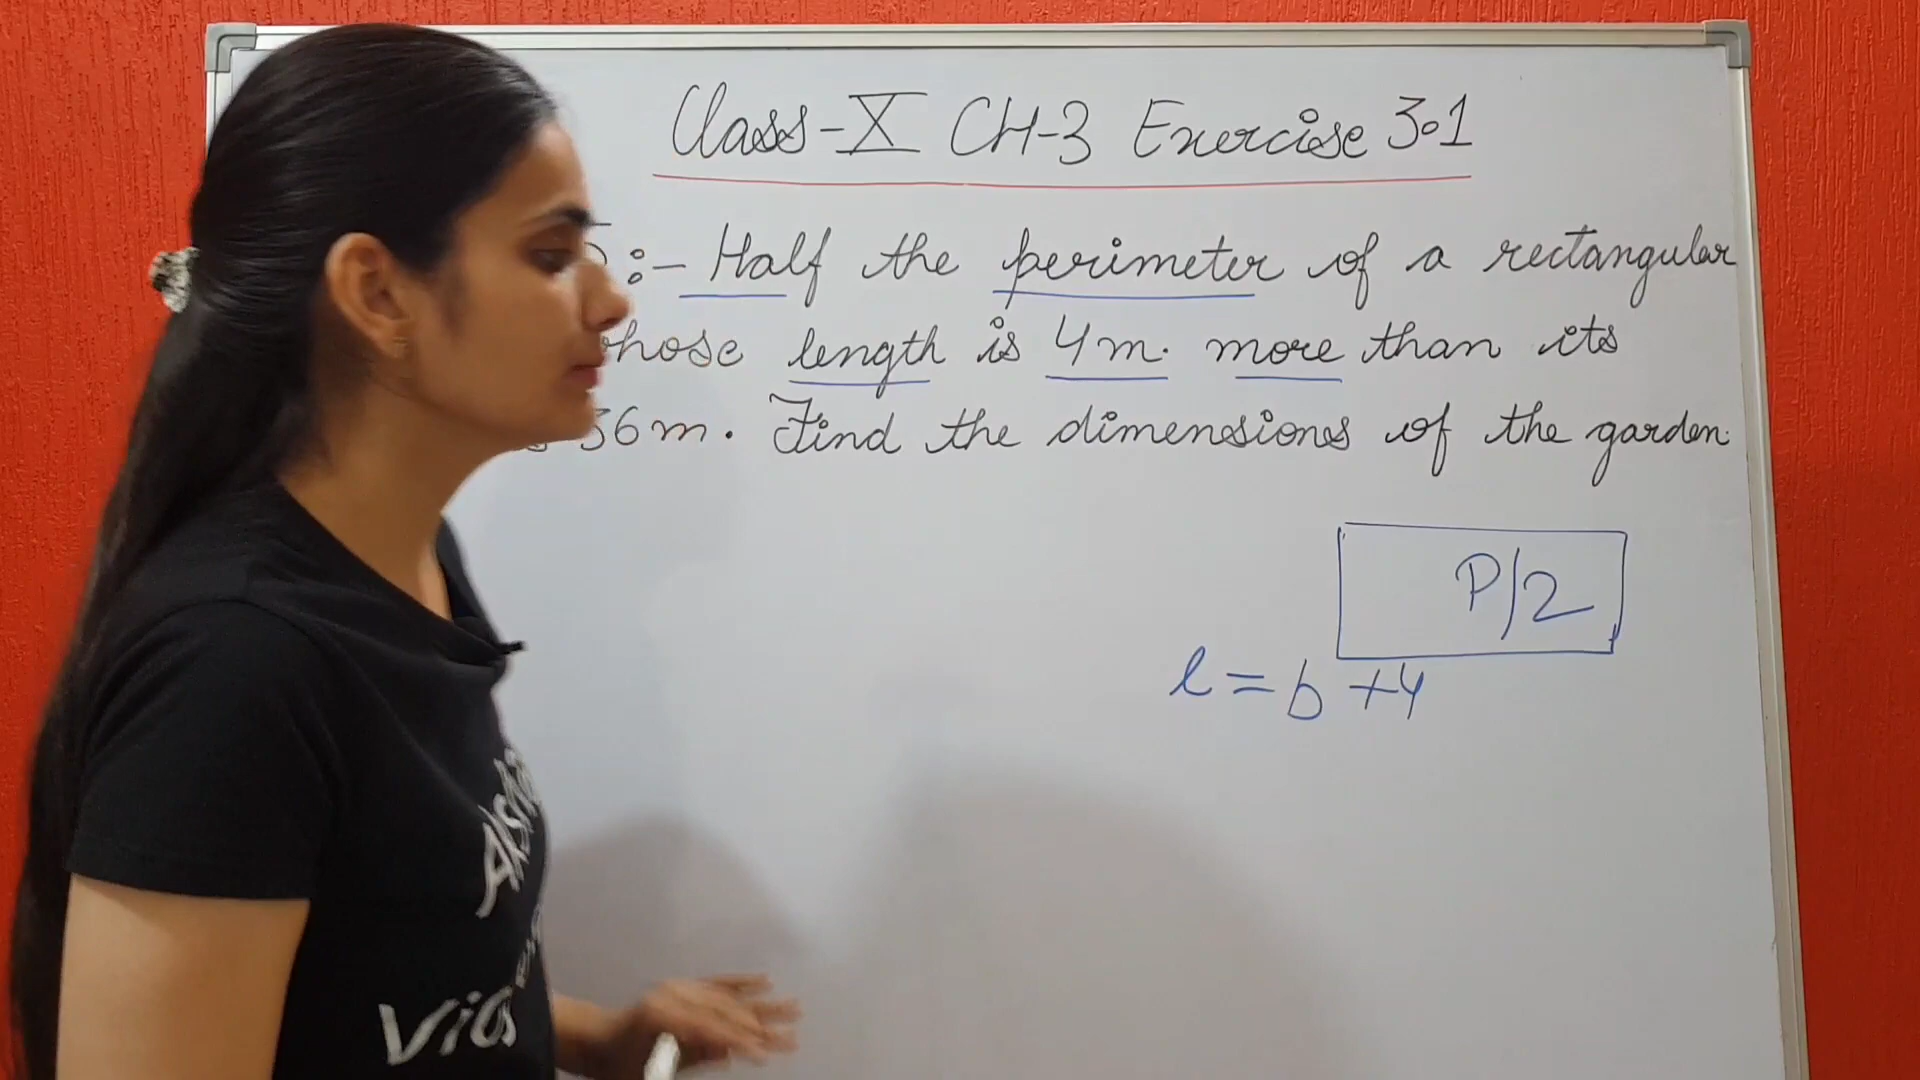 Class-X CH-3 Exercise 3.1
:- Half the perimeter of a rectangular
whose length is 4m. more than its
36m. Find the dimensions of the garden.
P/2
l = b +4